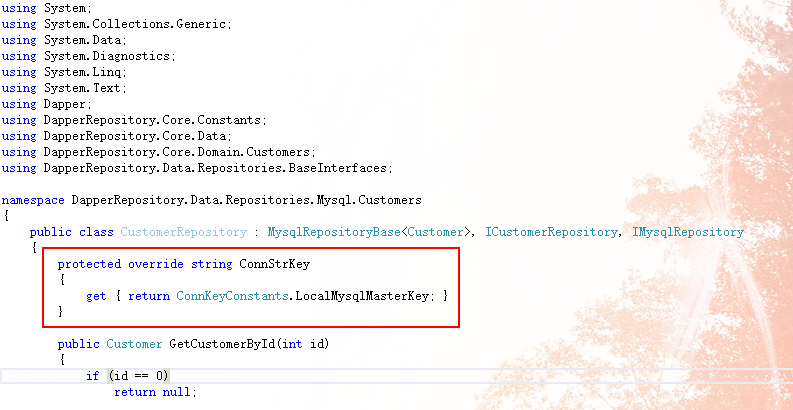 using System;
using System.Collections.Generic;
using System.Data;
using System.Diagnostics;
using System.Linq;
using System.Text;
using Dapper;
using DapperRepository.Core.Constants;
using DapperRepository.Core.Data;
using DapperRepository.Core.Domain.Customers;
using DapperRepository.Data.Repositories.BaseInterfaces;

namespace DapperRepository.Data.Repositories.Mysql.Customers
{
    public class CustomerRepository : MysqlRepositoryBase<Customer>, ICustomerRepository, IMysqlRepository
    {
        protected override string ConnStrKey
        {
            get { return ConnKeyConstants.LocalMysqlMasterKey; }
        }

        public Customer GetCustomerById(int id)
        {
            if (id == 0)
                return null;